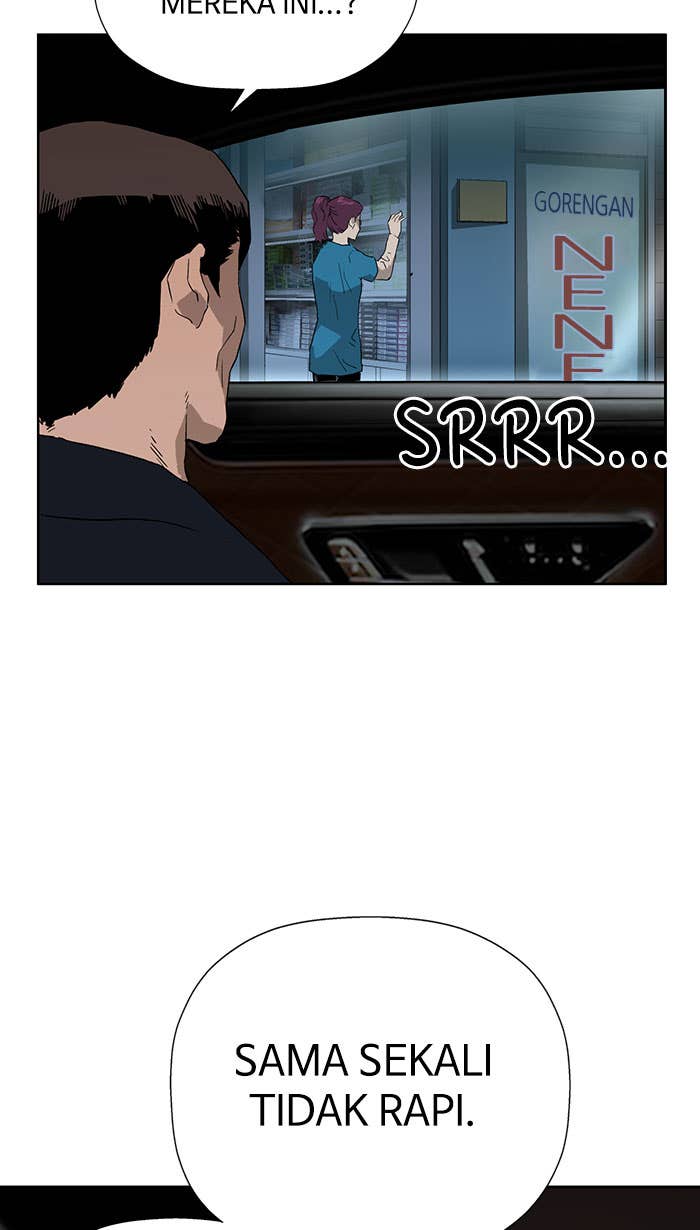 MEREKA INI...?
GORENGAN
NENE
SRRR...
SAMA SEKALI
TIDAK RAPI.